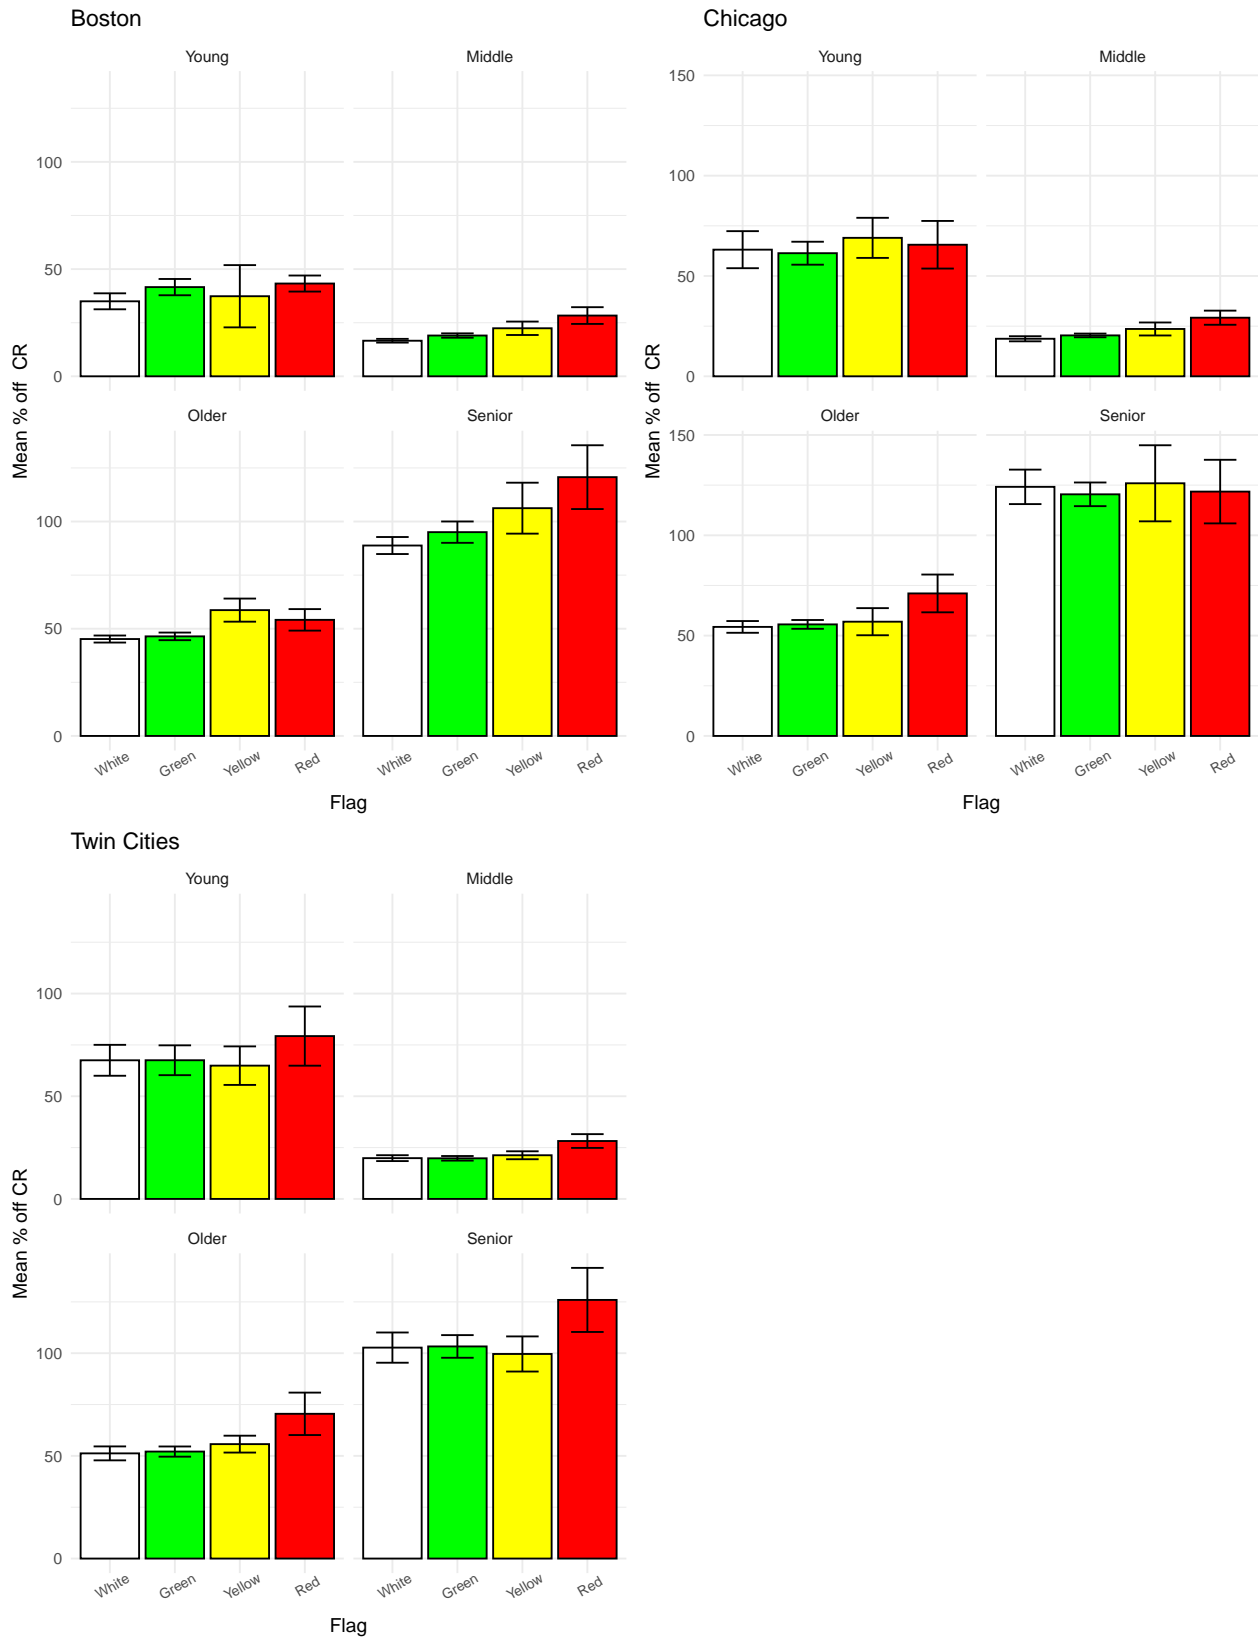 Boston
Young
Middle
100
50
0
Older
Senior
100
50
0
White
Green
Yellow
Red
White
Green
Yellow
Red
Mean % off  CR
Flag
Chicago
Young
Middle
150
100
50
0
Older
Senior
150
100
50
0
White
Green
Yellow
Red
White
Green
Yellow
Red
Mean % off  CR
Flag
Twin Cities
Young
Middle
100
50
0
Older
Senior
100
50
0
White
Green
Yellow
Red
White
Green
Yellow
Red
Mean % off CR
Flag